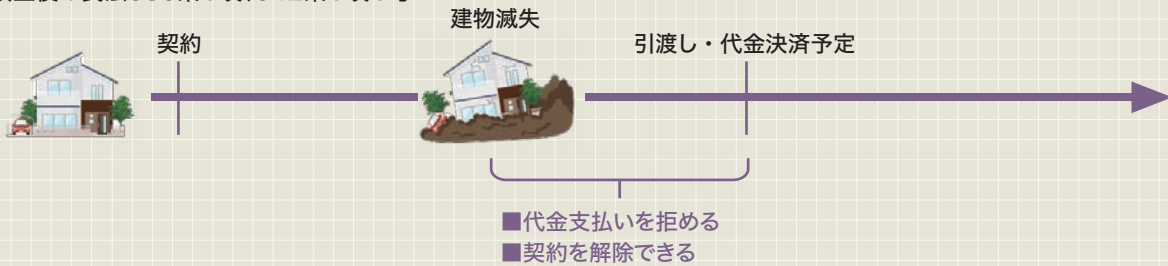 建物滅失
契約
引渡し・代金決済予定
■代金支払いを拒める
■契約を解除できる